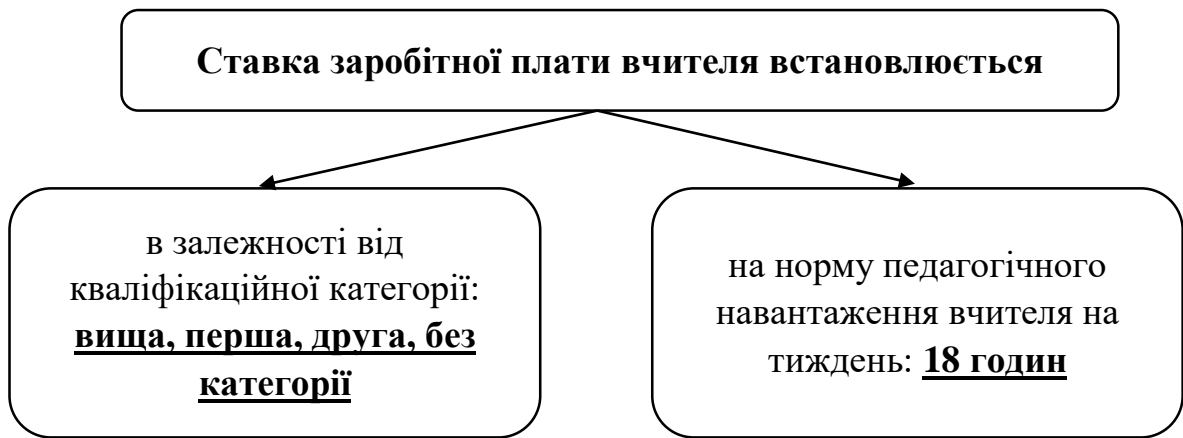 Ставка заробітної плати вчителя встановлюється
в залежності від
кваліфікаційної категорії:
вища, перша, друга, без
категорії
на норму педагогічного
навантаження вчителя на
тиждень: 18 годин